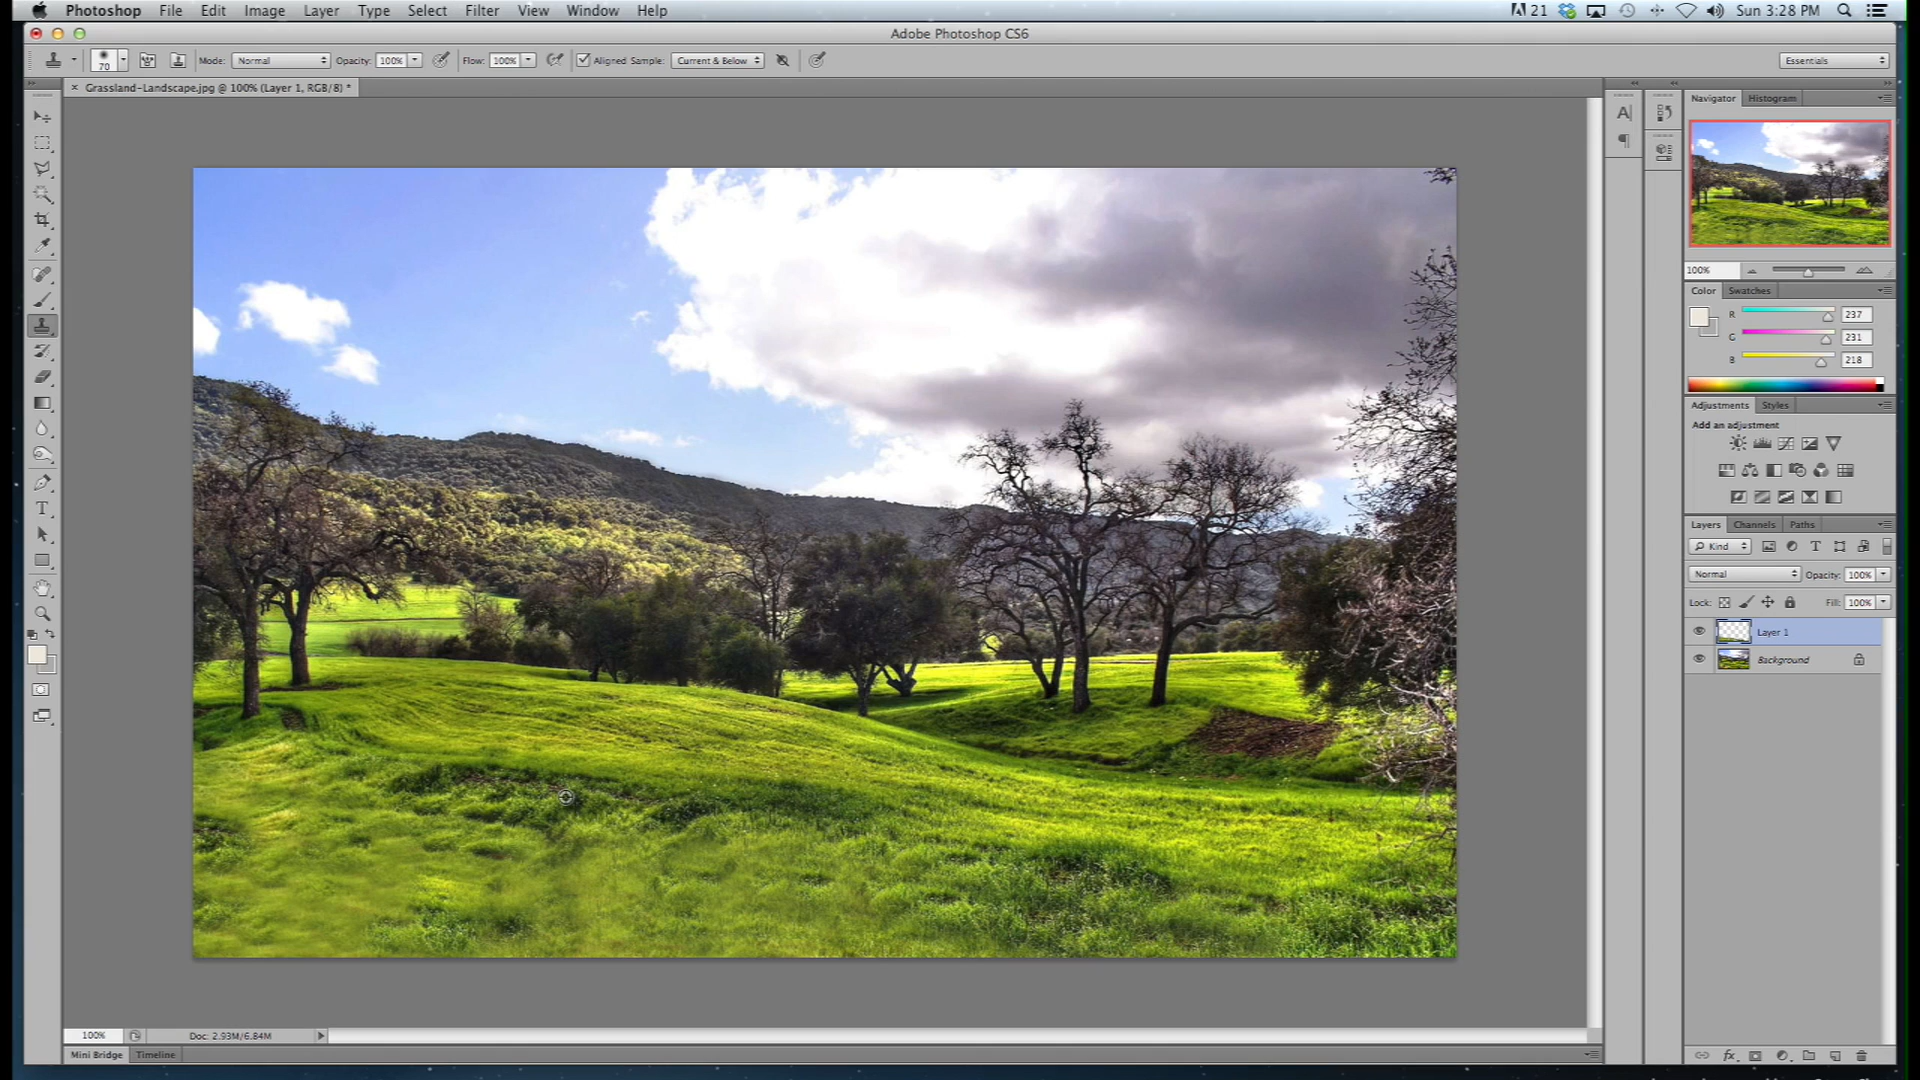 Photoshop File Edit Image Layer Type Select Filter View Window Help 21 Sun 3:28 PM
Adobe Photoshop CS6
70 Mode: Normal Opacity: 100% Flow: 100% Aligned Sample: Current & Below Essentials
Grassland-Landscape.jpg @ 100% (Layer 1, RGB/8) *
Navigator Histogram
100%
Color Swatches
R 237
G 231
B 218
Adjustments Styles
Add an adjustment
Layers Channels Paths
Kind
Normal Opacity: 100%
Lock: Fill: 100%
Layer 1
Background
100% Doc: 2.93M/6.84M
Mini Bridge Timeline